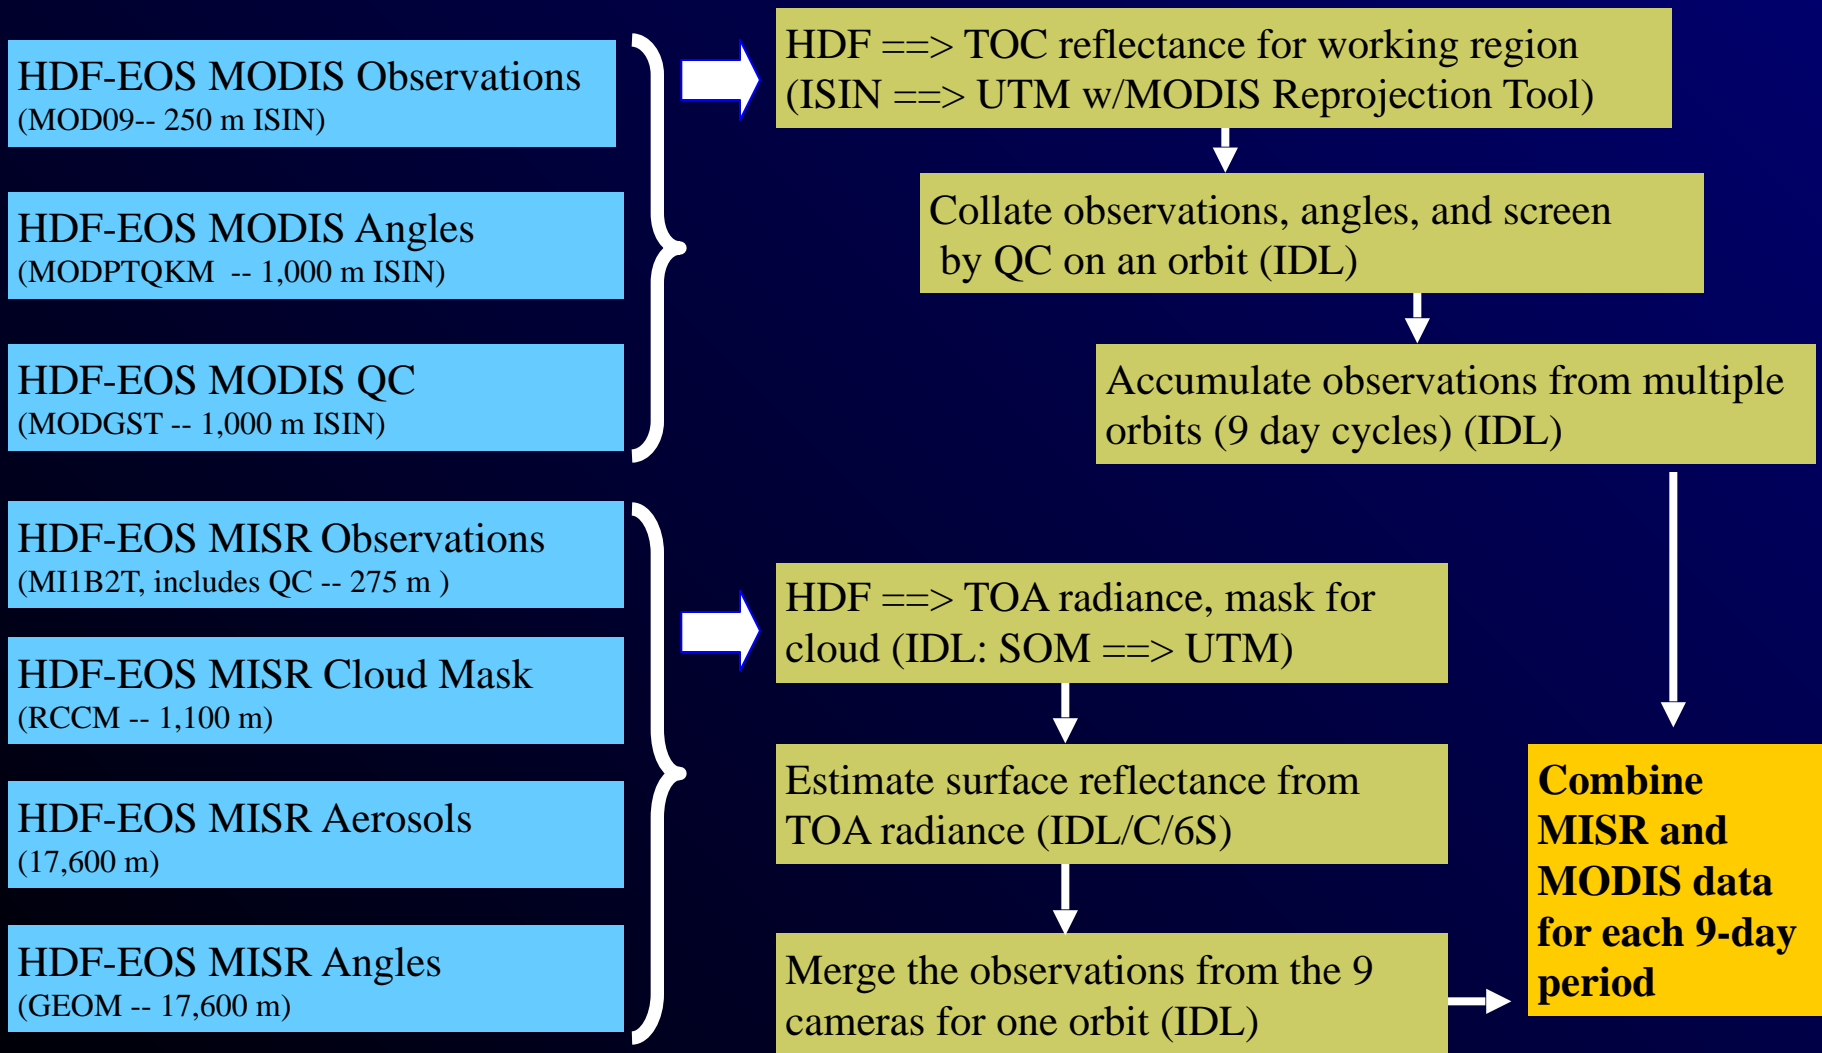 HDF-EOS MODIS Observations
(MOD09-- 250 m ISIN)
HDF-EOS MODIS Angles
(MODPTQKM -- 1,000 m ISIN)
HDF-EOS MODIS QC
(MODGST -- 1,000 m ISIN)
HDF-EOS MISR Observations
(MI1B2T, includes QC -- 275 m )
HDF-EOS MISR Cloud Mask
(RCCM -- 1,100 m)
HDF-EOS MISR Aerosols
(17,600 m)
HDF-EOS MISR Angles
(GEOM -- 17,600 m)
HDF ==> TOC reflectance for working region
(ISIN ==> UTM w/MODIS Reprojection Tool)
Collate observations, angles, and screen
by QC on an orbit (IDL)
Accumulate observations from multiple
orbits (9 day cycles) (IDL)
HDF ==> TOA radiance, mask for
cloud (IDL: SOM ==> UTM)
Estimate surface reflectance from
TOA radiance (IDL/C/6S)
Merge the observations from the 9
cameras for one orbit (IDL)
Combine
MISR and
MODIS data
for each 9-day
period